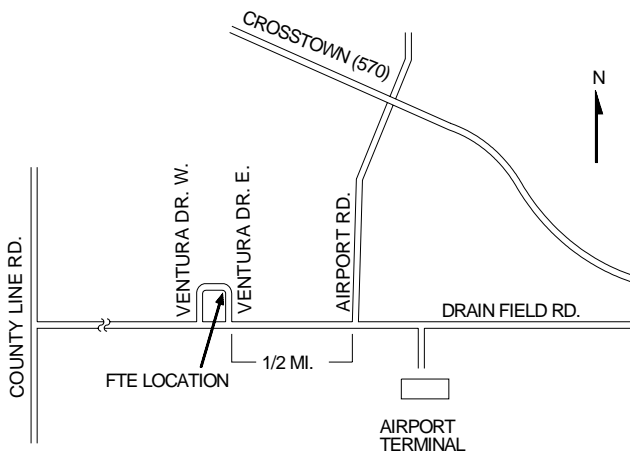 CROSSTOWN (570)
N
COUNTY LINE RD.
VENTURA DR. W.
VENTURA DR. E.
AIRPORT RD.
DRAIN FIELD RD.
1/2 MI.
FTE LOCATION
AIRPORT
TERMINAL